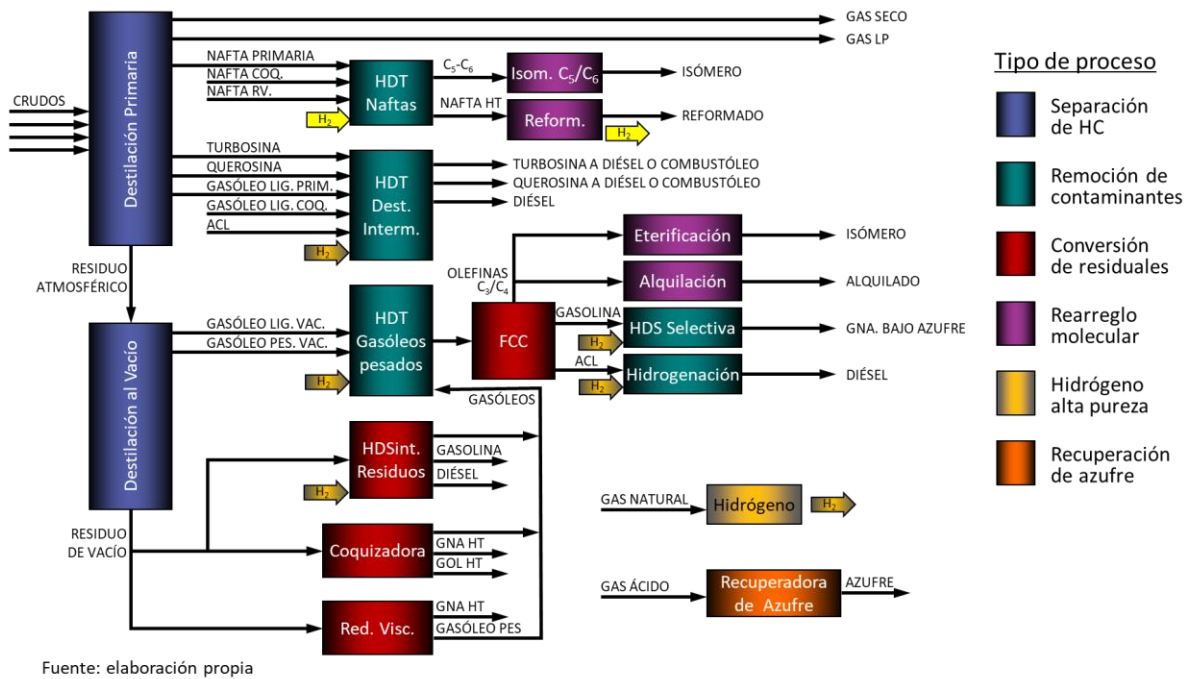 GAS SECO
GAS LP
CRUDOS
Destilación Primaria
NAFTA PRIMARIA
NAFTA COQ.
NAFTA RV.
H2
HDT
Naftas
C5-C6
Isom. C5/C6
ISÓMERO
NAFTA HT
Reform.
H2
REFORMADO
TURBOSINA
QUEROSINA
GASÓLEO LIG. PRIM.
GASÓLEO LIG. COQ.
ACL
H2
HDT
Dest.
Interm.
TURBOSINA A DIÉSEL O COMBUSTÓLEO
QUEROSINA A DIÉSEL O COMBUSTÓLEO
DIÉSEL
RESIDUO
ATMOSFÉRICO
Destilación al Vacío
GASÓLEO LIG. VAC.
GASÓLEO PES. VAC.
H2
HDT
Gasóleos
pesados
GASÓLEOS
FCC
OLEFINAS
C3/C4
Eterificación
ISÓMERO
Alquilación
ALQUILADO
GASOLINA
H2
HDS Selectiva
GNA. BAJO AZUFRE
ACL
H2
Hidrogenación
DIÉSEL
RESIDUO
DE VACÍO
H2
HDSint.
Residuos
GASOLINA
DIÉSEL
Coquizadora
GNA HT
GOL HT
Red. Visc.
GNA HT
GASÓLEO PES
GAS NATURAL
Hidrógeno
H2
GAS ÁCIDO
Recuperadora
de Azufre
AZUFRE
Tipo de proceso
Separación
de HC
Remoción de
contaminantes
Conversión
de residuales
Rearreglo
molecular
Hidrógeno
alta pureza
Recuperación
de azufre
Fuente: elaboración propia